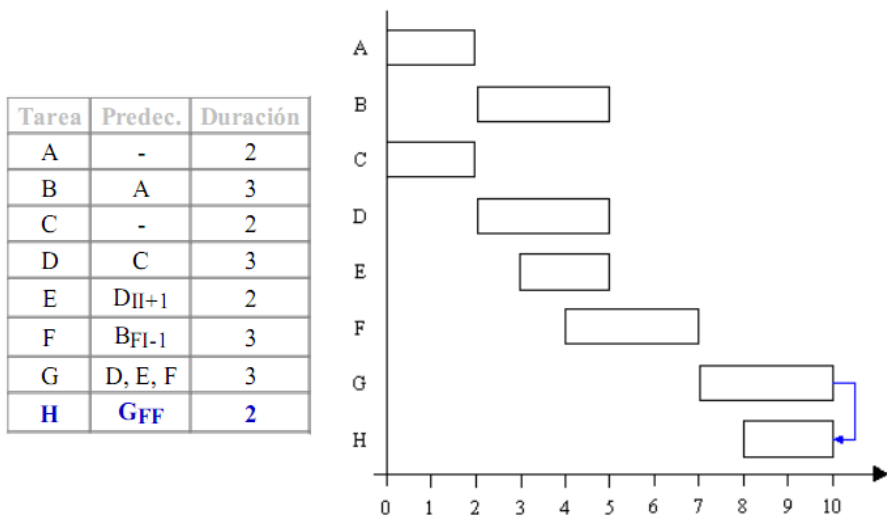 Tarea Predec. Duración
A - 2
B A 3
C - 2
D C 3
E DII+1 2
F BFI-1 3
G D, E, F 3
H GFF 2
A
B
C
D
E
F
G
H
0 1 2 3 4 5 6 7 8 9 10